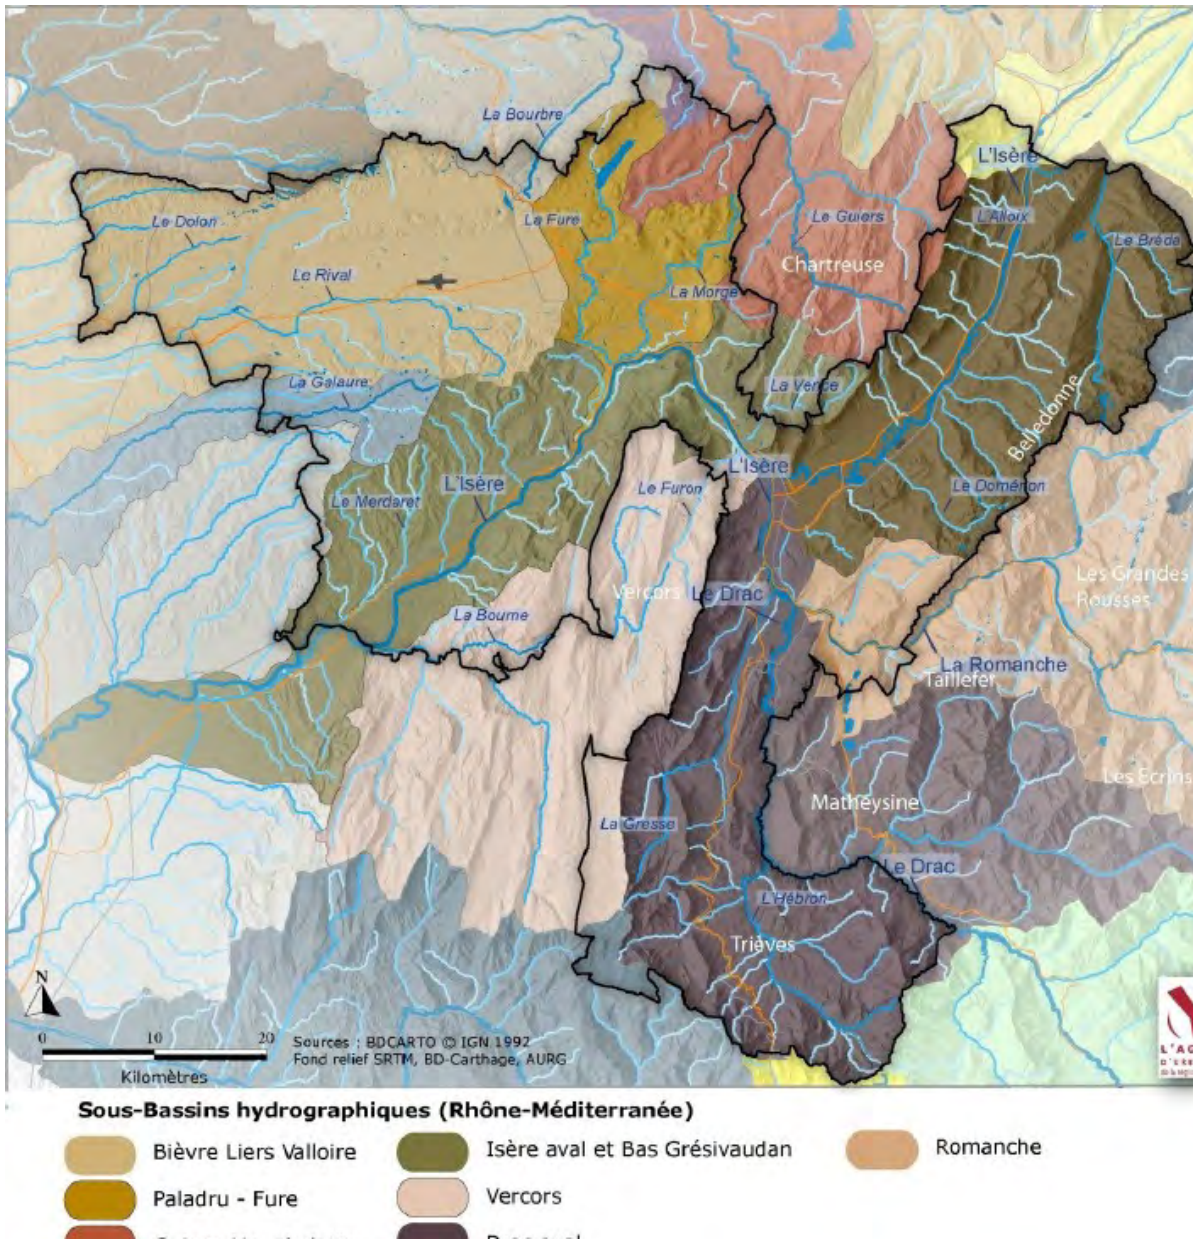 La Bourbre
L'Isère
Le Dolon
La Fure
Le Guiers
L'Alloix
Le Bréda
Chartreuse
Le Rival
La Morge
La Galaure
La Vence
Belledonne
L'Isère
L'Isère
Le Merdaret
Le Furon
Le Doménon
Vercors
Le Drac
Les Grandes
Rousses
La Bourne
La Romanche
Taillefer
Les Ecrins
Matheysine
La Gresse
Le Drac
L'Hébron
Trièves
N
0 10 20
Kilomètres
Sources : BDCARTO © IGN 1992
Fond relief SRTM, BD-Carthage, AURG
L'AG
D'URB
Sous-Bassins hydrographiques (Rhône-Méditerranée)
Bièvre Liers Valloire
Isère aval et Bas Grésivaudan
Romanche
Paladru - Fure
Vercors